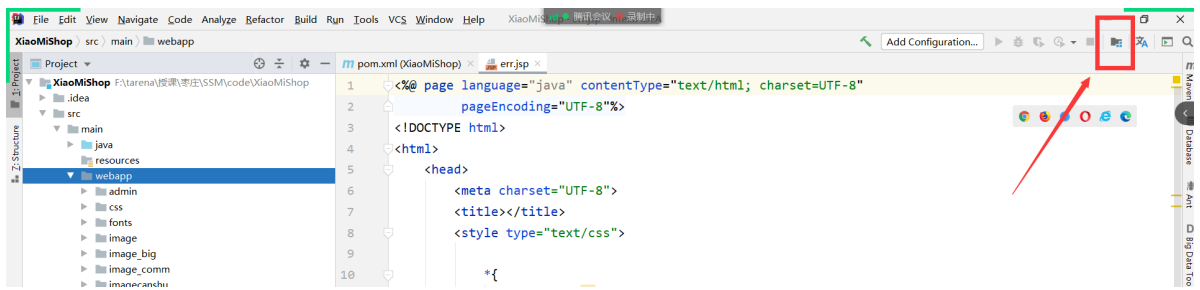 File Edit View Navigate Code Analyze Refactor Build Run Tools VCS Window Help XiaoMi 腾讯会议 录制中
XiaoMiShop src main webapp Add Configuration...
Project pom.xml (XiaoMiShop) err.jsp
XiaoMiShop F:\tarena\授课\枣庄\SSM\code\XiaoMiShop
.idea
src
main
java
resources
webapp
admin
css
fonts
image
image_big
image_comm
imagecanshu
1 <%@ page language="java" contentType="text/html; charset=UTF-8"
2 pageEncoding="UTF-8"%>
3 <!DOCTYPE html>
4 <html>
5 <head>
6 <meta charset="UTF-8">
7 <title></title>
8 <style type="text/css">
9
10 *{
1: Project
7: Structure
Maven
Database
Ant
Big Data Too